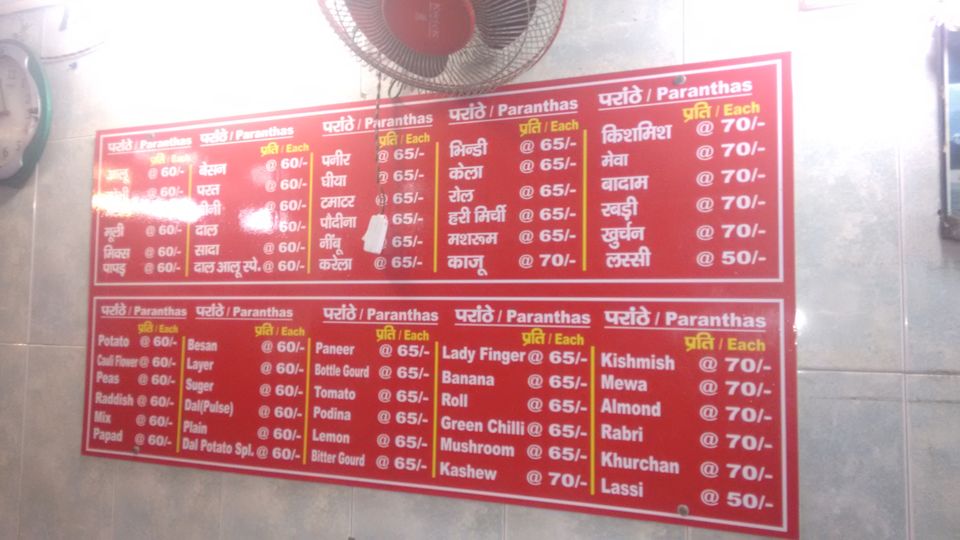 परांठे / Paranthas
प्रति / Each
आलू @ 60/-
@ 60/-
मूली @ 60/-
मिक्स @ 60/-
पापड़ @ 60/-
परांठे / Paranthas
प्रति / Each
बेसन @ 60/-
परत @ 60/-
चीनी @ 60/-
दाल @ 60/-
सादा @ 60/-
दाल आलू स्पे. @ 60/-
परांठे / Paranthas
प्रति / Each
पनीर @ 65/-
घीया @ 65/-
टमाटर @ 65/-
पौदीना 65/-
नींबू 65/-
करेला @ 65/-
परांठे / Paranthas
प्रति / Each
भिन्डी @ 65/-
केला @ 65/-
रोल @ 65/-
हरी मिर्ची @ 65/-
मशरूम @ 65/-
काजू @ 70/-
परांठे / Paranthas
प्रति / Each
किशमिश @ 70/-
मेवा @ 70/-
बादाम @ 70/-
रबड़ी @ 70/-
खुर्चन @ 70/-
लस्सी @ 50/-
परांठे / Paranthas
प्रति / Each
Potato @ 60/-
Cauli Flower @ 60/-
Peas @ 60/-
Raddish @ 60/-
Mix @ 60/-
Papad @ 60/-
परांठे / Paranthas
प्रति / Each
Besan @ 60/-
Layer @ 60/-
Suger @ 60/-
Dal(Pulse) @ 60/-
Plain @ 60/-
Dal Potato Spl. @ 60/-
परांठे / Paranthas
प्रति / Each
Paneer @ 65/-
Bottle Gourd @ 65/-
Tomato @ 65/-
Podina @ 65/-
Lemon @ 65/-
Bitter Gourd @ 65/-
परांठे / Paranthas
प्रति / Each
Lady Finger @ 65/-
Banana @ 65/-
Roll @ 65/-
Green Chilli @ 65/-
Mushroom @ 65/-
Kashew @ 70/-
परांठे / Paranthas
प्रति / Each
Kishmish @ 70/-
Mewa @ 70/-
Almond @ 70/-
Rabri @ 70/-
Khurchan @ 70/-
Lassi @ 50/-